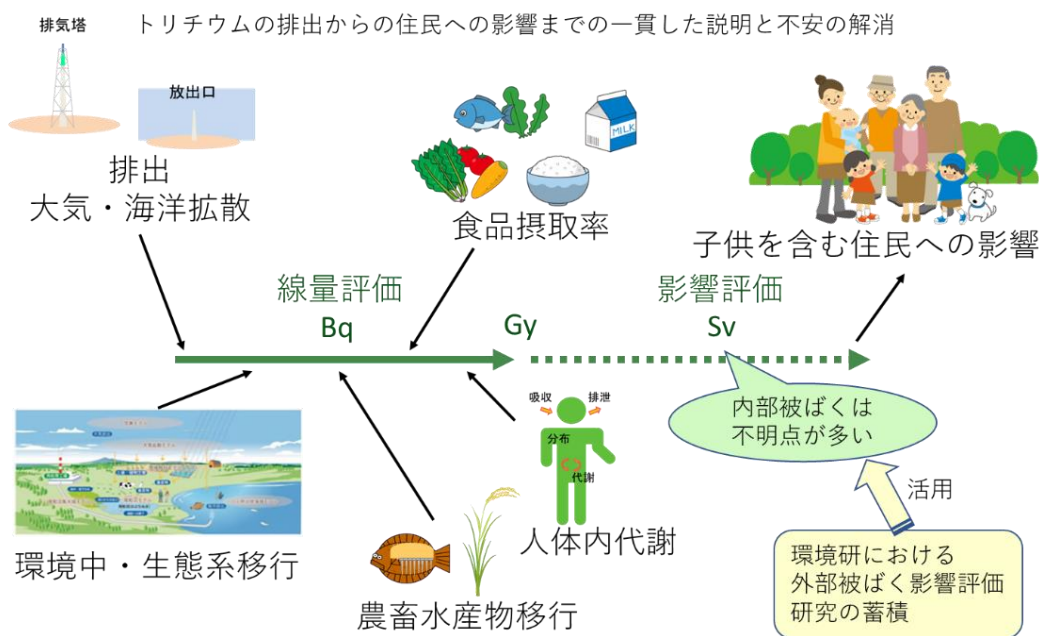 トリチウムの排出からの住民への影響までの一貫した説明と不安の解消
排気塔
放出口
排出
大気・海洋拡散
MILK
食品摂取率
子供を含む住民への影響
線量評価
影響評価
Bq
Gy
Sv
内部被ばくは
不明点が多い
吸収
排泄
分布
代謝
活用
環境中・生態系移行
人体内代謝
農畜水産物移行
環境研における
外部被ばく影響評価
研究の蓄積